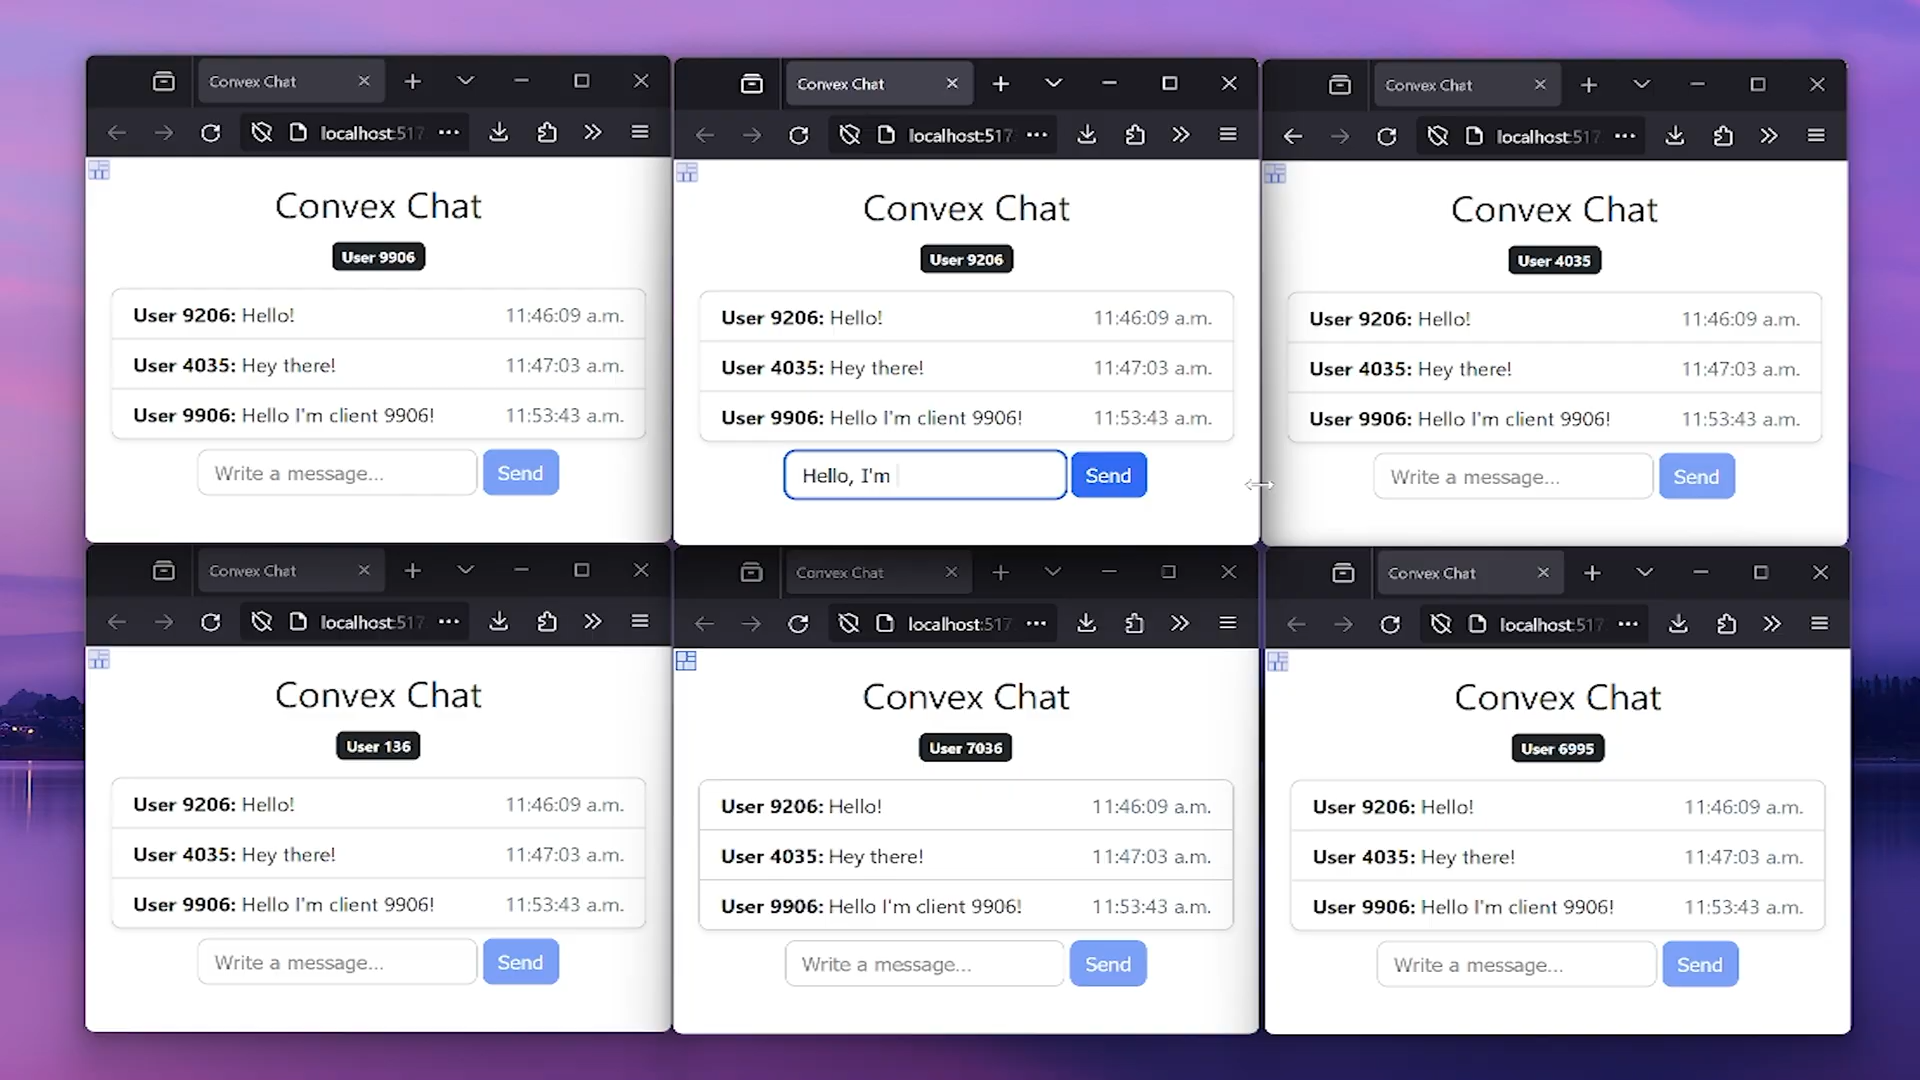 Convex Chat
localhost:517
Convex Chat
User 9906
User 9206: Hello! 11:46:09 a.m.
User 4035: Hey there! 11:47:03 a.m.
User 9906: Hello I'm client 9906! 11:53:43 a.m.
Write a message... Send
Convex Chat
localhost:517
Convex Chat
User 9206
User 9206: Hello! 11:46:09 a.m.
User 4035: Hey there! 11:47:03 a.m.
User 9906: Hello I'm client 9906! 11:53:43 a.m.
Hello, I'm Send
Convex Chat
localhost:517
Convex Chat
User 4035
User 9206: Hello! 11:46:09 a.m.
User 4035: Hey there! 11:47:03 a.m.
User 9906: Hello I'm client 9906! 11:53:43 a.m.
Write a message... Send
Convex Chat
localhost:517
Convex Chat
User 136
User 9206: Hello! 11:46:09 a.m.
User 4035: Hey there! 11:47:03 a.m.
User 9906: Hello I'm client 9906! 11:53:43 a.m.
Write a message... Send
Convex Chat
localhost:517
Convex Chat
User 7036
User 9206: Hello! 11:46:09 a.m.
User 4035: Hey there! 11:47:03 a.m.
User 9906: Hello I'm client 9906! 11:53:43 a.m.
Write a message... Send
Convex Chat
localhost:517
Convex Chat
User 6995
User 9206: Hello! 11:46:09 a.m.
User 4035: Hey there! 11:47:03 a.m.
User 9906: Hello I'm client 9906! 11:53:43 a.m.
Write a message... Send